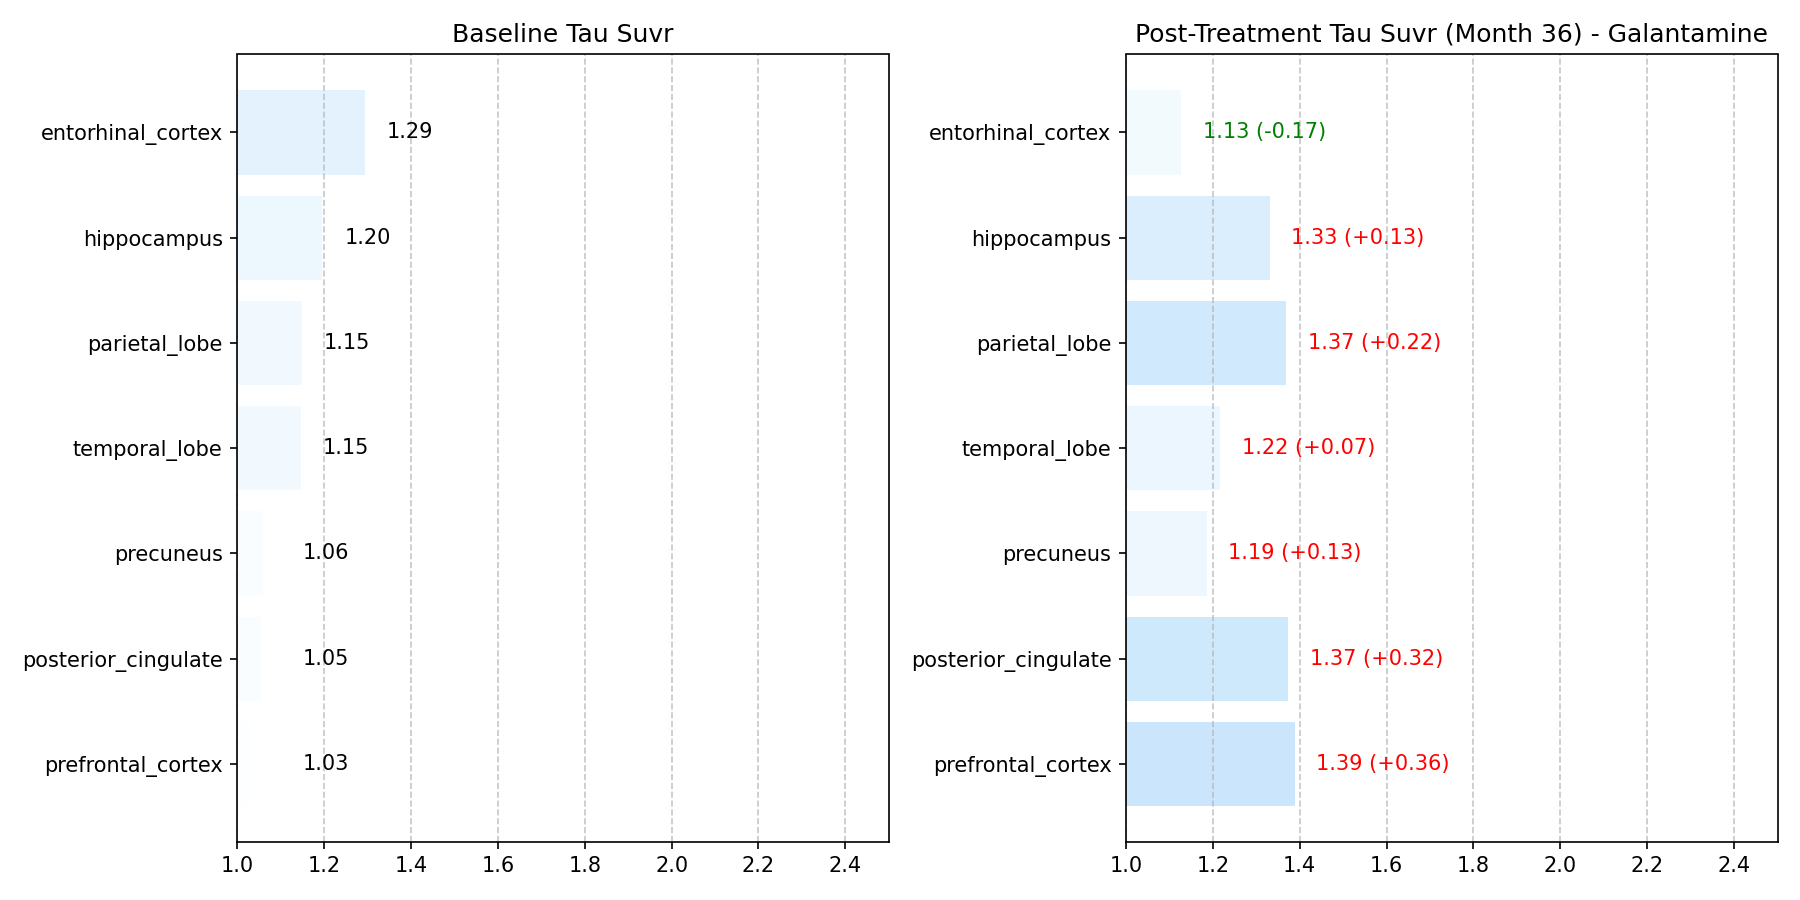 Baseline Tau Suvr
entorhinal_cortex
1.29
hippocampus
1.20
parietal_lobe
1.15
temporal_lobe
1.15
precuneus
1.06
posterior_cingulate
1.05
prefrontal_cortex
1.03
1.0 1.2 1.4 1.6 1.8 2.0 2.2 2.4
Post-Treatment Tau Suvr (Month 36) - Galantamine
entorhinal_cortex
1.13 (-0.17)
hippocampus
1.33 (+0.13)
parietal_lobe
1.37 (+0.22)
temporal_lobe
1.22 (+0.07)
precuneus
1.19 (+0.13)
posterior_cingulate
1.37 (+0.32)
prefrontal_cortex
1.39 (+0.36)
1.0 1.2 1.4 1.6 1.8 2.0 2.2 2.4